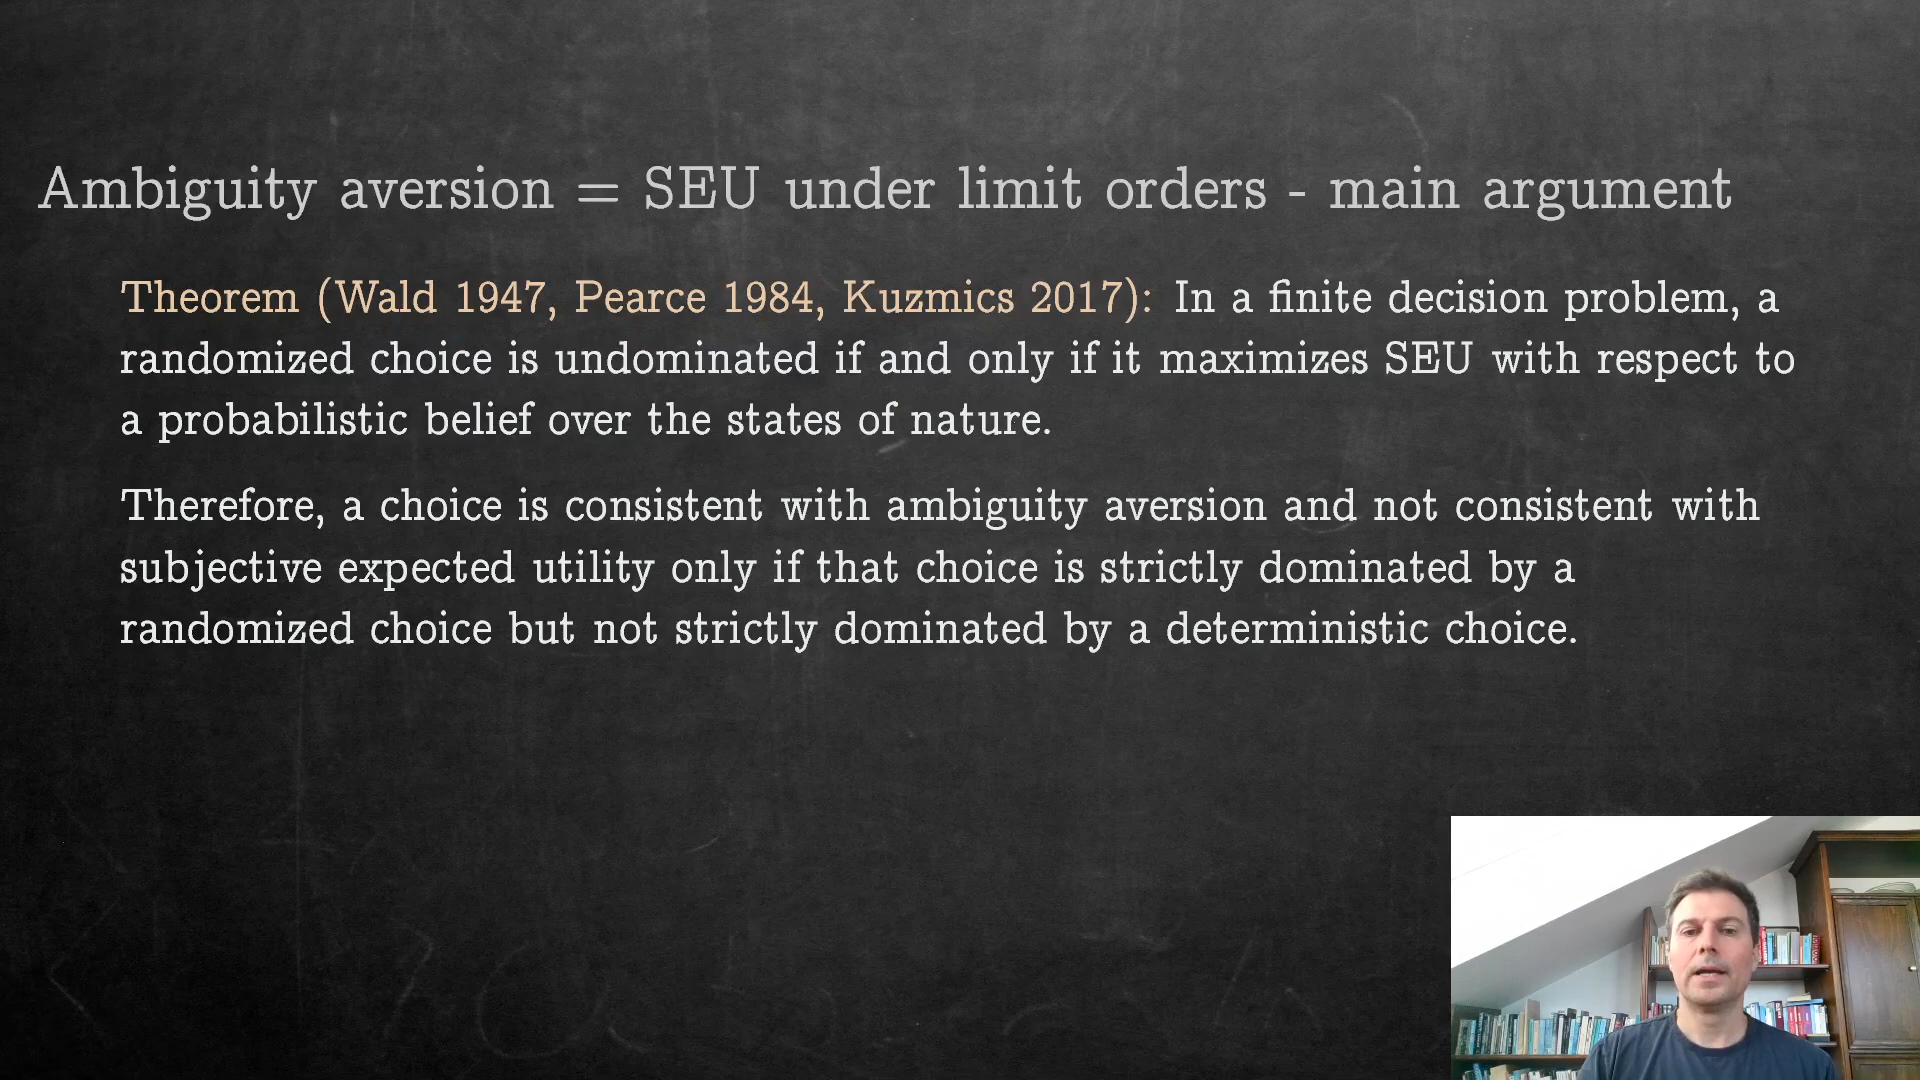 Ambiguity aversion = SEU under limit orders - main argument
Theorem (Wald 1947, Pearce 1984, Kuzmics 2017): In a finite decision problem, a
randomized choice is undominated if and only if it maximizes SEU with respect to
a probabilistic belief over the states of nature.
Therefore, a choice is consistent with ambiguity aversion and not consistent with
subjective expected utility only if that choice is strictly dominated by a
randomized choice but not strictly dominated by a deterministic choice.